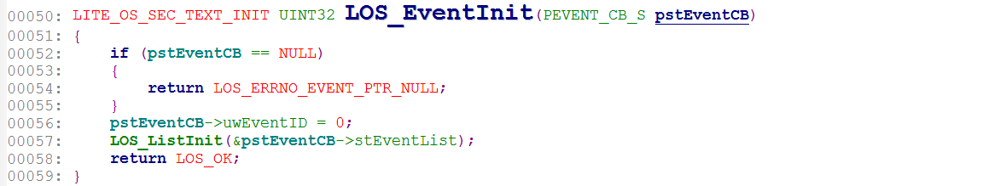 00050: LITE_OS_SEC_TEXT_INIT UINT32 LOS_EventInit(PEVENT_CB_S pstEventCB)
00051: {
00052:     if (pstEventCB == NULL)
00053:     {
00054:         return LOS_ERRNO_EVENT_PTR_NULL;
00055:     }
00056:     pstEventCB->uwEventID = 0;
00057:     LOS_ListInit(&pstEventCB->stEventList);
00058:     return LOS_OK;
00059: }